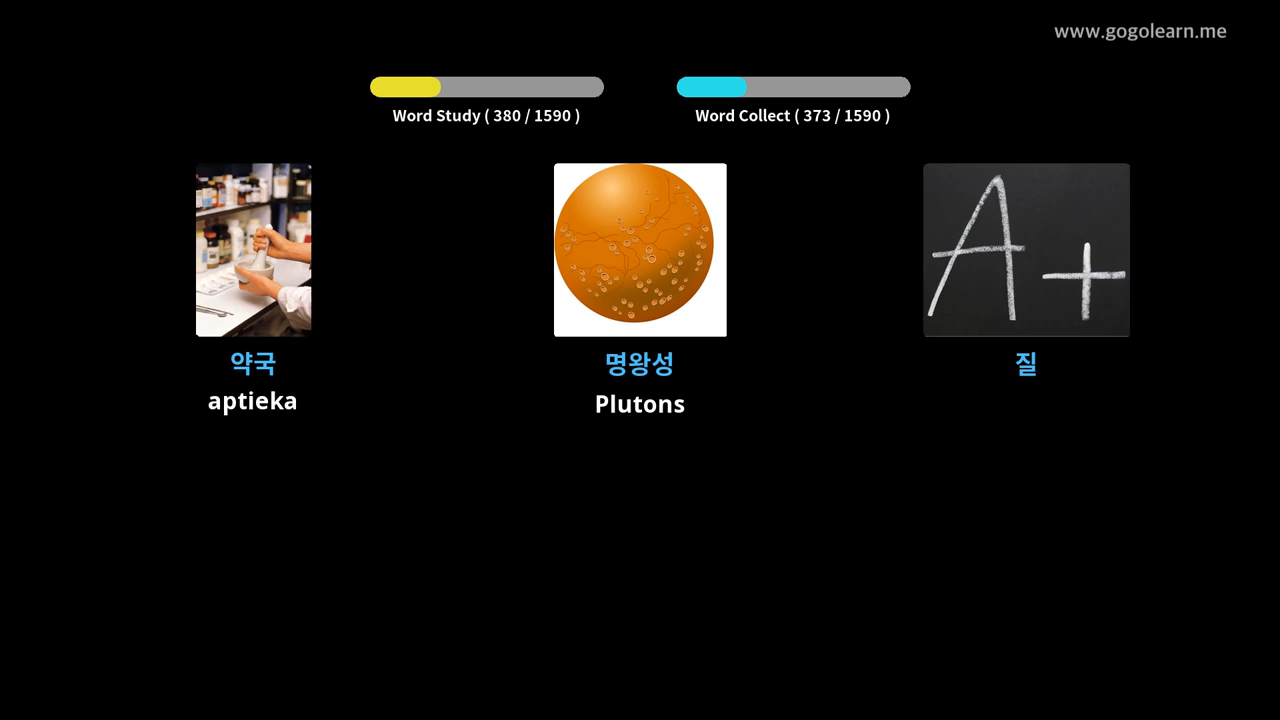 www.gogolearn.me
Word Study ( 380 / 1590 )
Word Collect ( 373 / 1590 )
A+
약국
명왕성
질
aptieka
Plutons